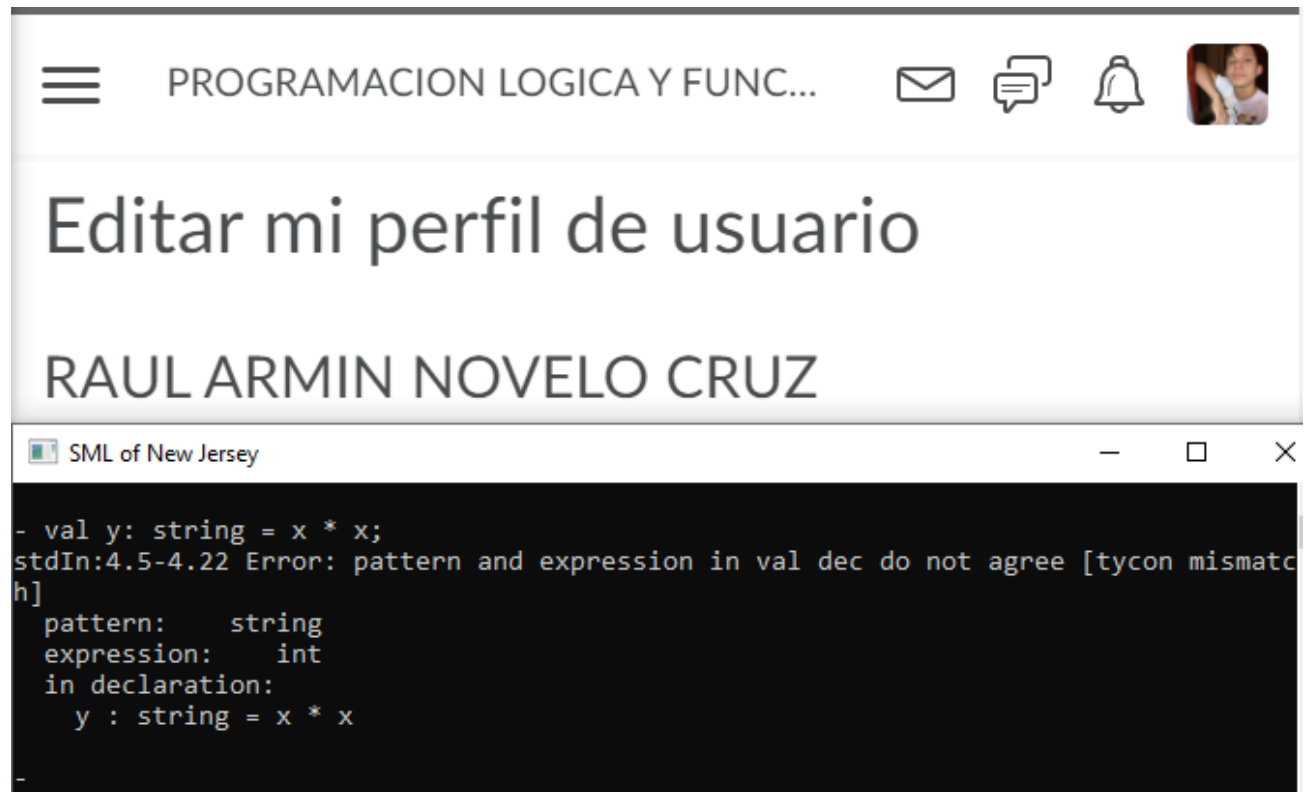 PROGRAMACION LOGICA Y FUNC...
Editar mi perfil de usuario
RAUL ARMIN NOVELO CRUZ
SML of New Jersey
- val y: string = x * x;
stdIn:4.5-4.22 Error: pattern and expression in val dec do not agree [tycon mismatc
h]
  pattern:    string
  expression:    int
  in declaration:
    y : string = x * x
-